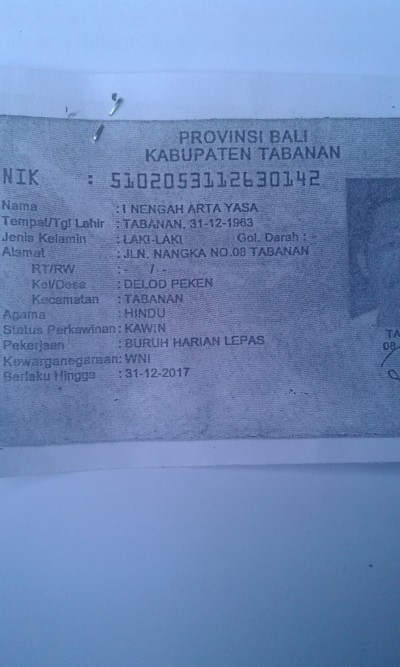 PROVINSI BALI
KABUPATEN TABANAN
NIK : 5102053112630142
Nama : I NENGAH ARTA YASA
Tempat/Tgl Lahir : TABANAN, 31-12-1963
Jenis Kelamin : LAKI-LAKI Gol. Darah : -
Alamat : JLN. NANGKA NO.08 TABANAN
RT/RW : - / -
Kel/Desa : DELOD PEKEN
Kecamatan : TABANAN
Agama : HINDU
Status Perkawinan : KAWIN
Pekerjaan : BURUH HARIAN LEPAS
Kewarganegaraan : WNI
Berlaku Hingga : 31-12-2017
TA
08-